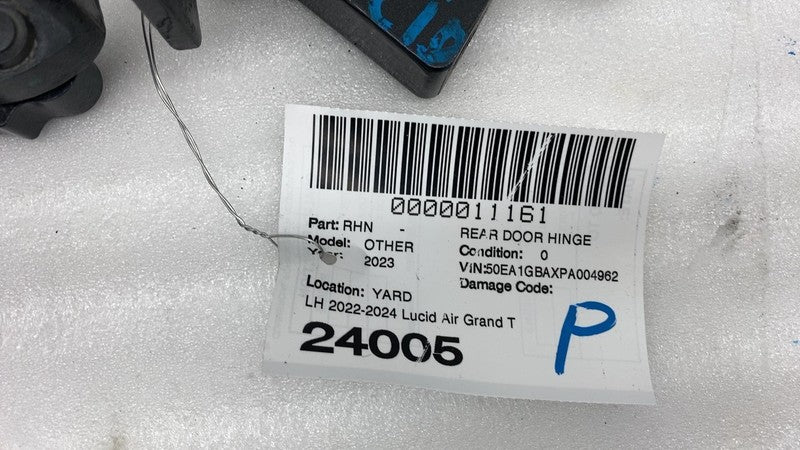 0000011161
Part: RHN - REAR DOOR HINGE
Model: OTHER Condition: 0
Year: 2023 VIN:50EA1GBAXPA004962
Damage Code:
Location: YARD
LH 2022-2024 Lucid Air Grand T
24005
P